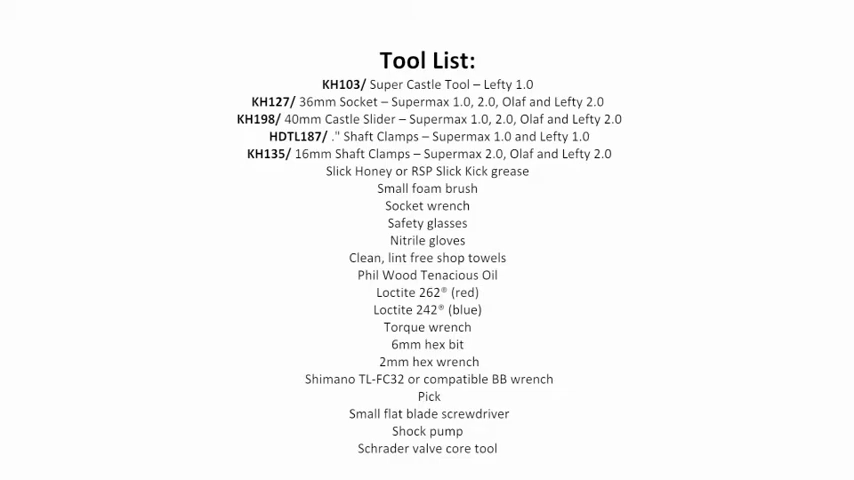 Tool List:
KH103/ Super Castle Tool – Lefty 1.0
KH127/ 36mm Socket – Supermax 1.0, 2.0, Olaf and Lefty 2.0
KH198/ 40mm Castle Slider – Supermax 1.0, 2.0, Olaf and Lefty 2.0
HDTL187/ ." Shaft Clamps – Supermax 1.0 and Lefty 1.0
KH135/ 16mm Shaft Clamps – Supermax 2.0, Olaf and Lefty 2.0
Slick Honey or RSP Slick Kick grease
Small foam brush
Socket wrench
Safety glasses
Nitrile gloves
Clean, lint free shop towels
Phil Wood Tenacious Oil
Loctite 262® (red)
Loctite 242® (blue)
Torque wrench
6mm hex bit
2mm hex wrench
Shimano TL-FC32 or compatible BB wrench
Pick
Small flat blade screwdriver
Shock pump
Schrader valve core tool